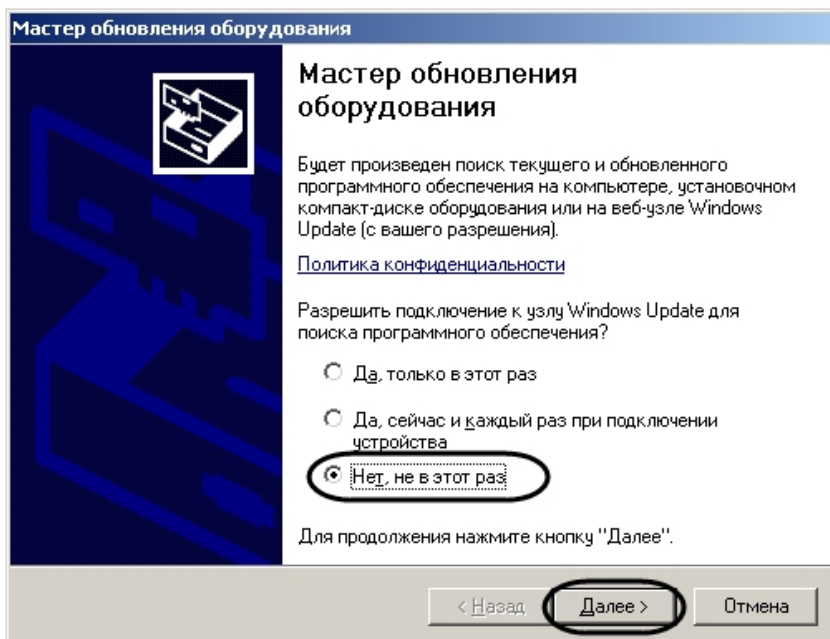 Мастер обновления оборудования
Мастер обновления
оборудования
Будет произведен поиск текущего и обновленного
программного обеспечения на компьютере, установочном
компакт-диске оборудования или на веб-узле Windows
Update (с вашего разрешения).
Политика конфиденциальности
Разрешить подключение к узлу Windows Update для
поиска программного обеспечения?
Да, только в этот раз
Да, сейчас и каждый раз при подключении
устройства
Нет, не в этот раз
Для продолжения нажмите кнопку "Далее".
< Назад Далее > Отмена